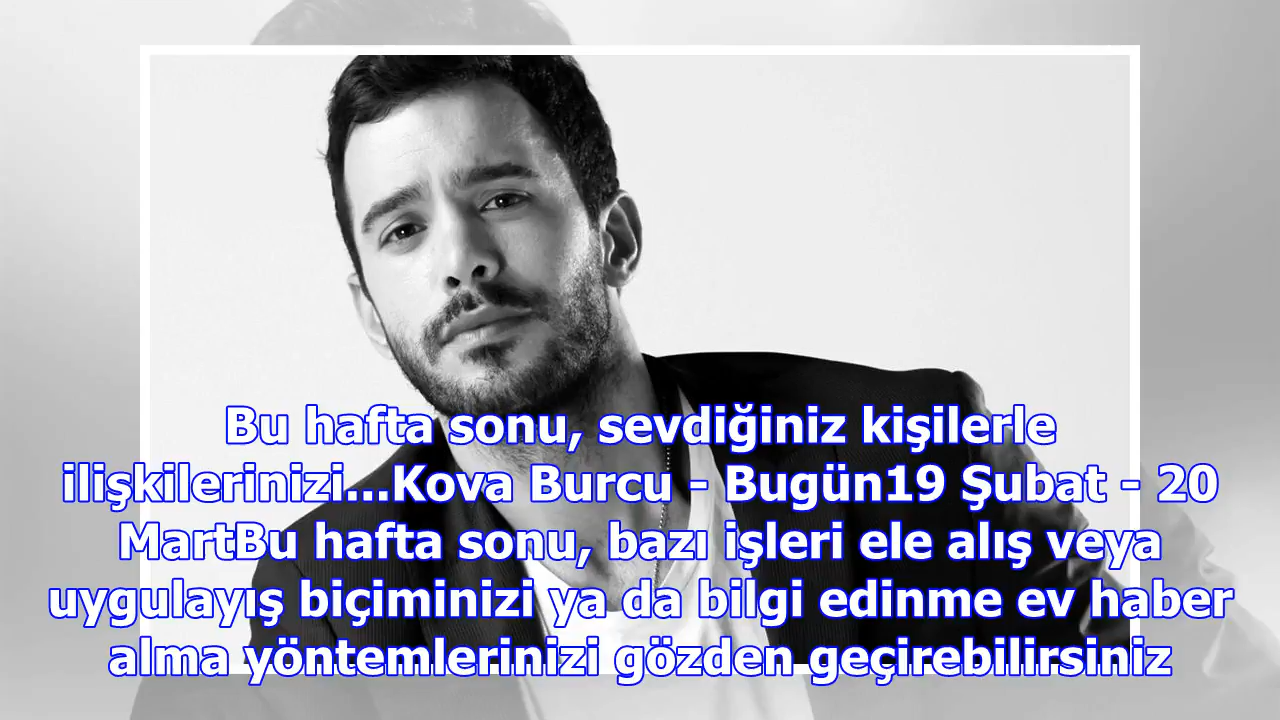 Bu hafta sonu, sevdiğiniz kişilerle
ilişkilerinizi...Kova Burcu - Bugün19 Şubat - 20
MartBu hafta sonu, bazı işleri ele alış veya
uygulayış biçiminizi ya da bilgi edinme ev haber
alma yöntemlerinizi gözden geçirebilirsiniz